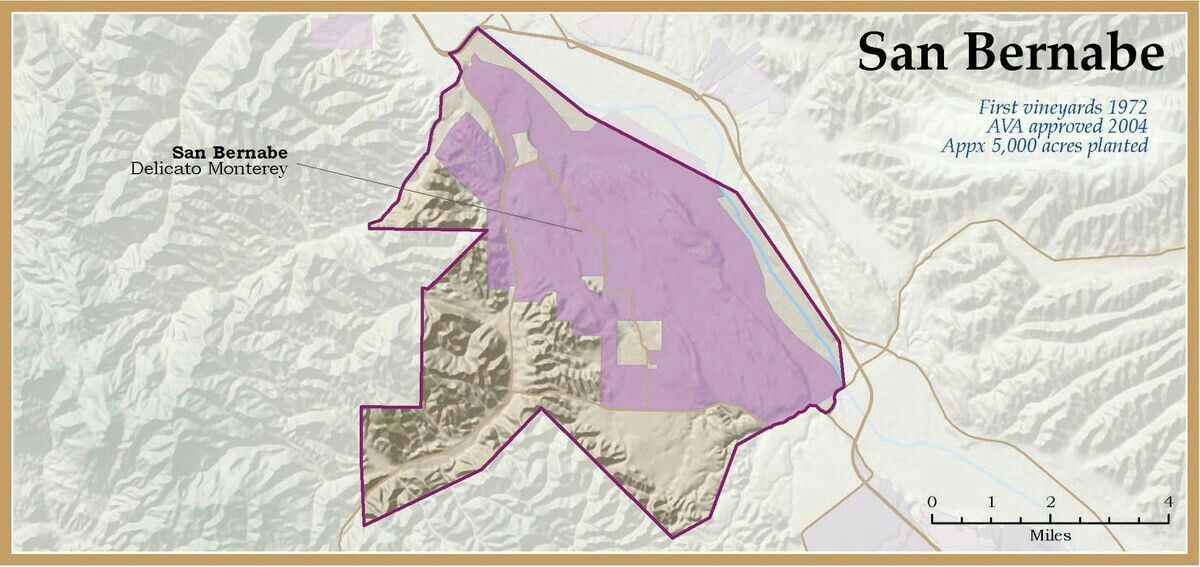 San Bernabe
First vineyards 1972
AVA approved 2004
Appx 5,000 acres planted
San Bernabe
Delicato Monterey
0 1 2 4
Miles